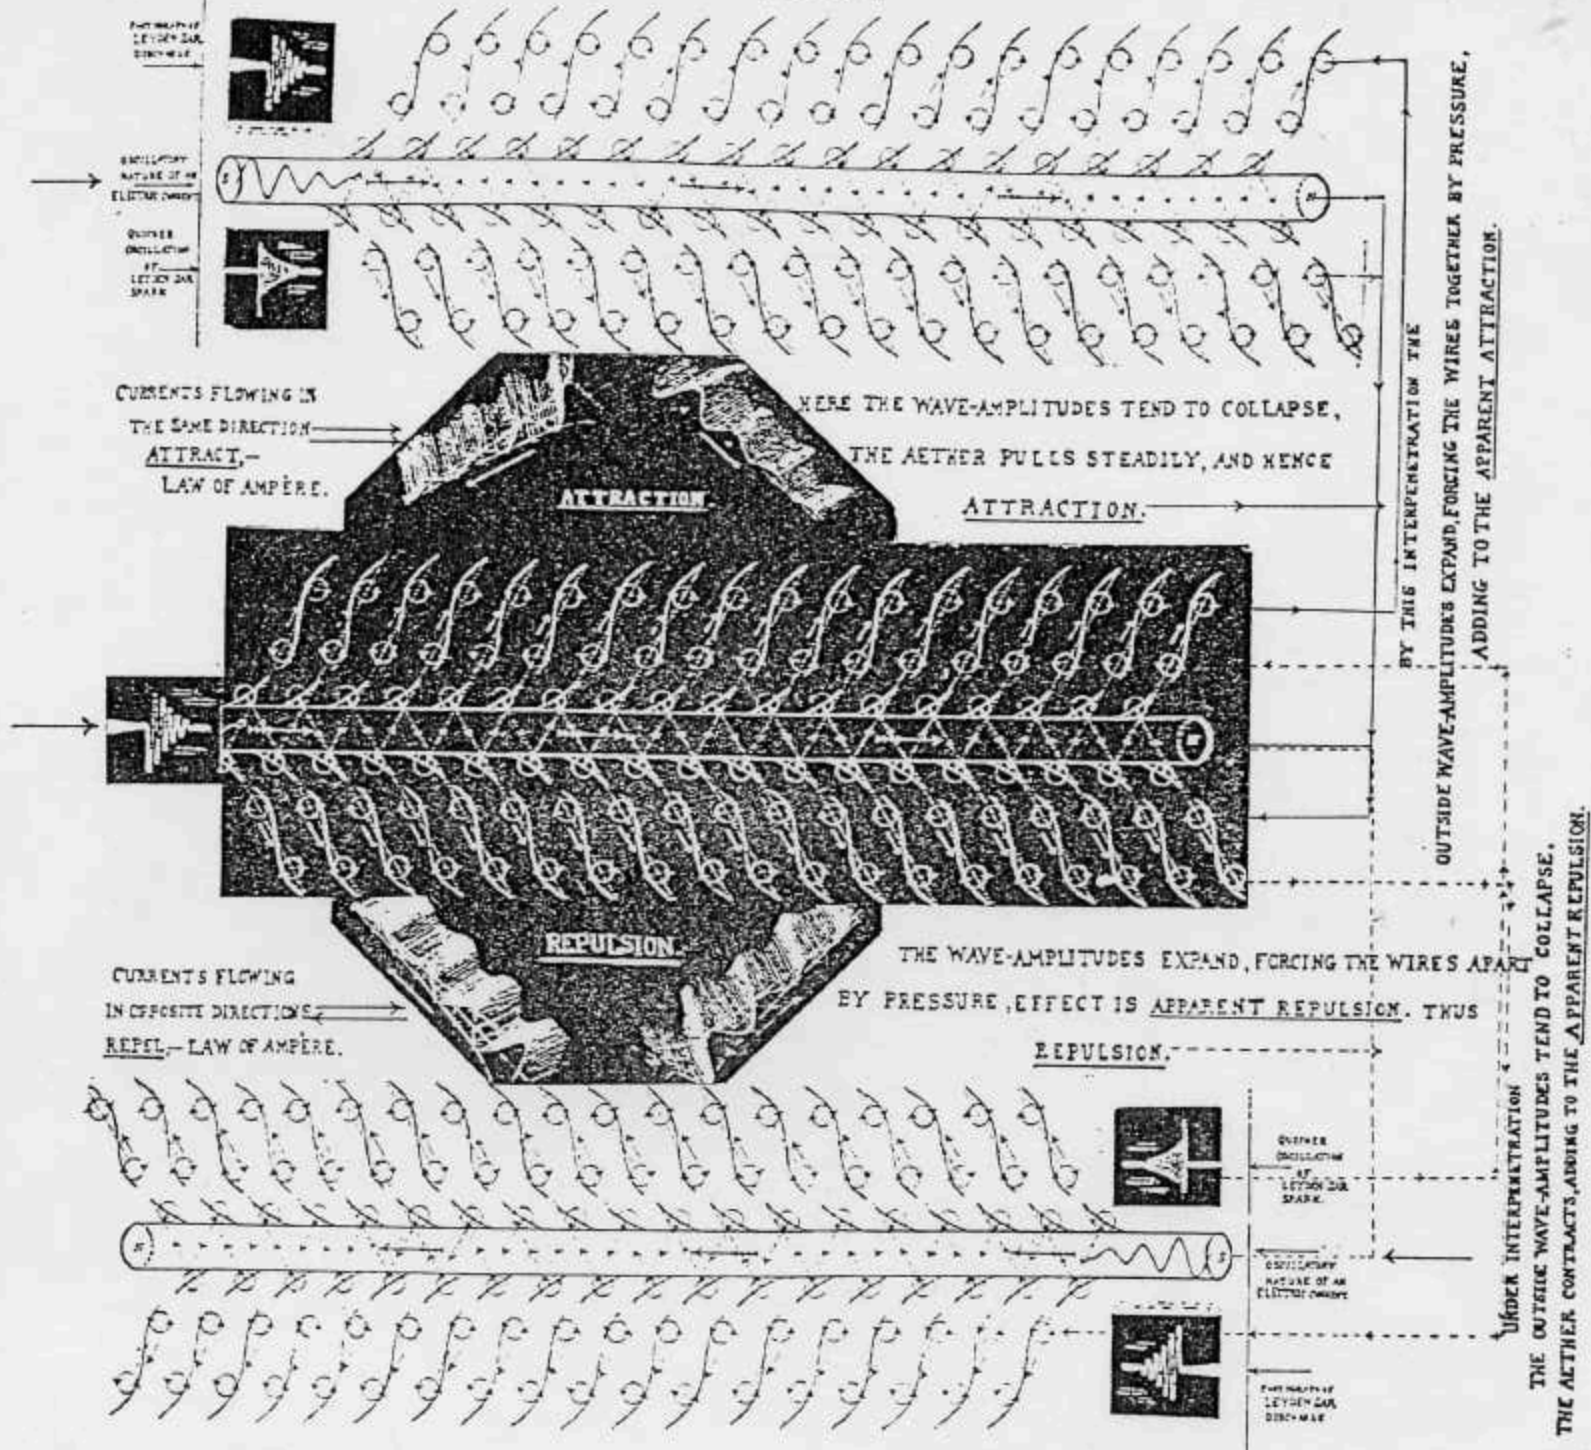 PHOTOGRAPH OF
LEYDEN JAR
DISCHARGE
OSCILLATORY
NATURE OF AN
ELECTRIC CURRENT
QUICKER
OSCILLATION
OF
LEYDEN JAR
SPARK
S
N
CURRENTS FLOWING IN
THE SAME DIRECTION
ATTRACT,—
LAW OF AMPÈRE.
ATTRACTION.
HERE THE WAVE-AMPLITUDES TEND TO COLLAPSE,
THE AETHER PULLS STEADILY, AND HENCE
ATTRACTION.
BY THIS INTERPENETRATION THE
OUTSIDE WAVE-AMPLITUDES EXPAND, FORCING THE WIRES TOGETHER BY PRESSURE,
ADDING TO THE APPARENT ATTRACTION.
N
REPULSION.
CURRENTS FLOWING
IN OPPOSITE DIRECTIONS
REPEL,— LAW OF AMPÈRE.
THE WAVE-AMPLITUDES EXPAND, FORCING THE WIRES APART
BY PRESSURE, EFFECT IS APPARENT REPULSION. THUS
REPULSION.
UNDER INTERPENETRATION
THE OUTSIDE WAVE-AMPLITUDES TEND TO COLLAPSE.
THE AETHER CONTRACTS, ADDING TO THE APPARENT REPULSION.
QUICKER
OSCILLATION
OF
LEYDEN JAR
SPARK.
N
S
OSCILLATORY
NATURE OF AN
ELECTRIC CURRENT
PHOTOGRAPH OF
LEYDEN JAR
DISCHARGE